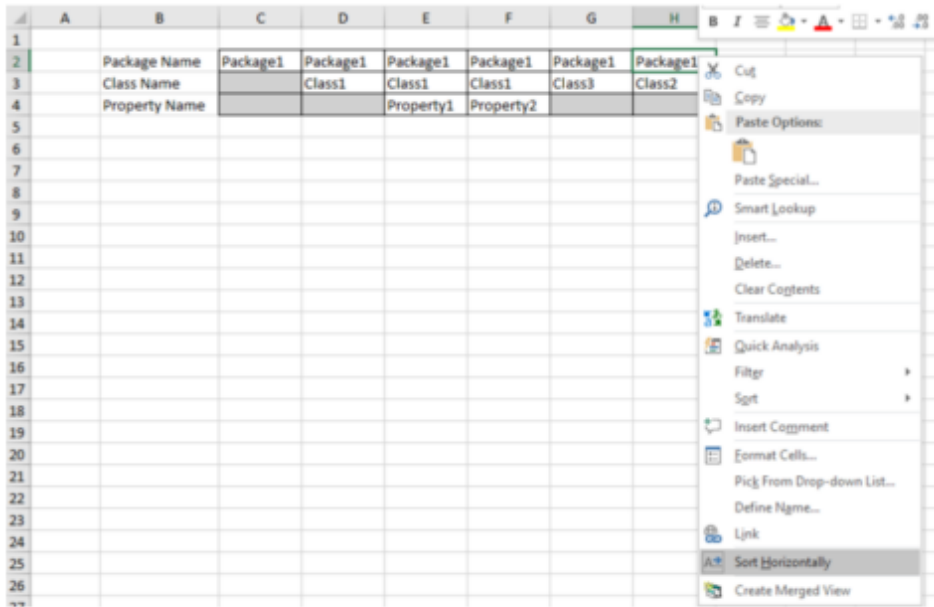 A B C D E F G H
B I A
1
2 Package Name Package1 Package1 Package1 Package1 Package1 Package1
3 Class Name Class1 Class1 Class1 Class3 Class2
4 Property Name Property1 Property2
5
6
7
8
9
10
11
12
13
14
15
16
17
18
19
20
21
22
23
24
25
26
27
Cut
Copy
Paste Options:
Paste Special...
Smart Lookup
Insert...
Delete...
Clear Contents
Translate
Quick Analysis
Filter
Sort
Insert Comment
Format Cells...
Pick From Drop-down List...
Define Name...
Link
Sort Horizontally
Create Merged View